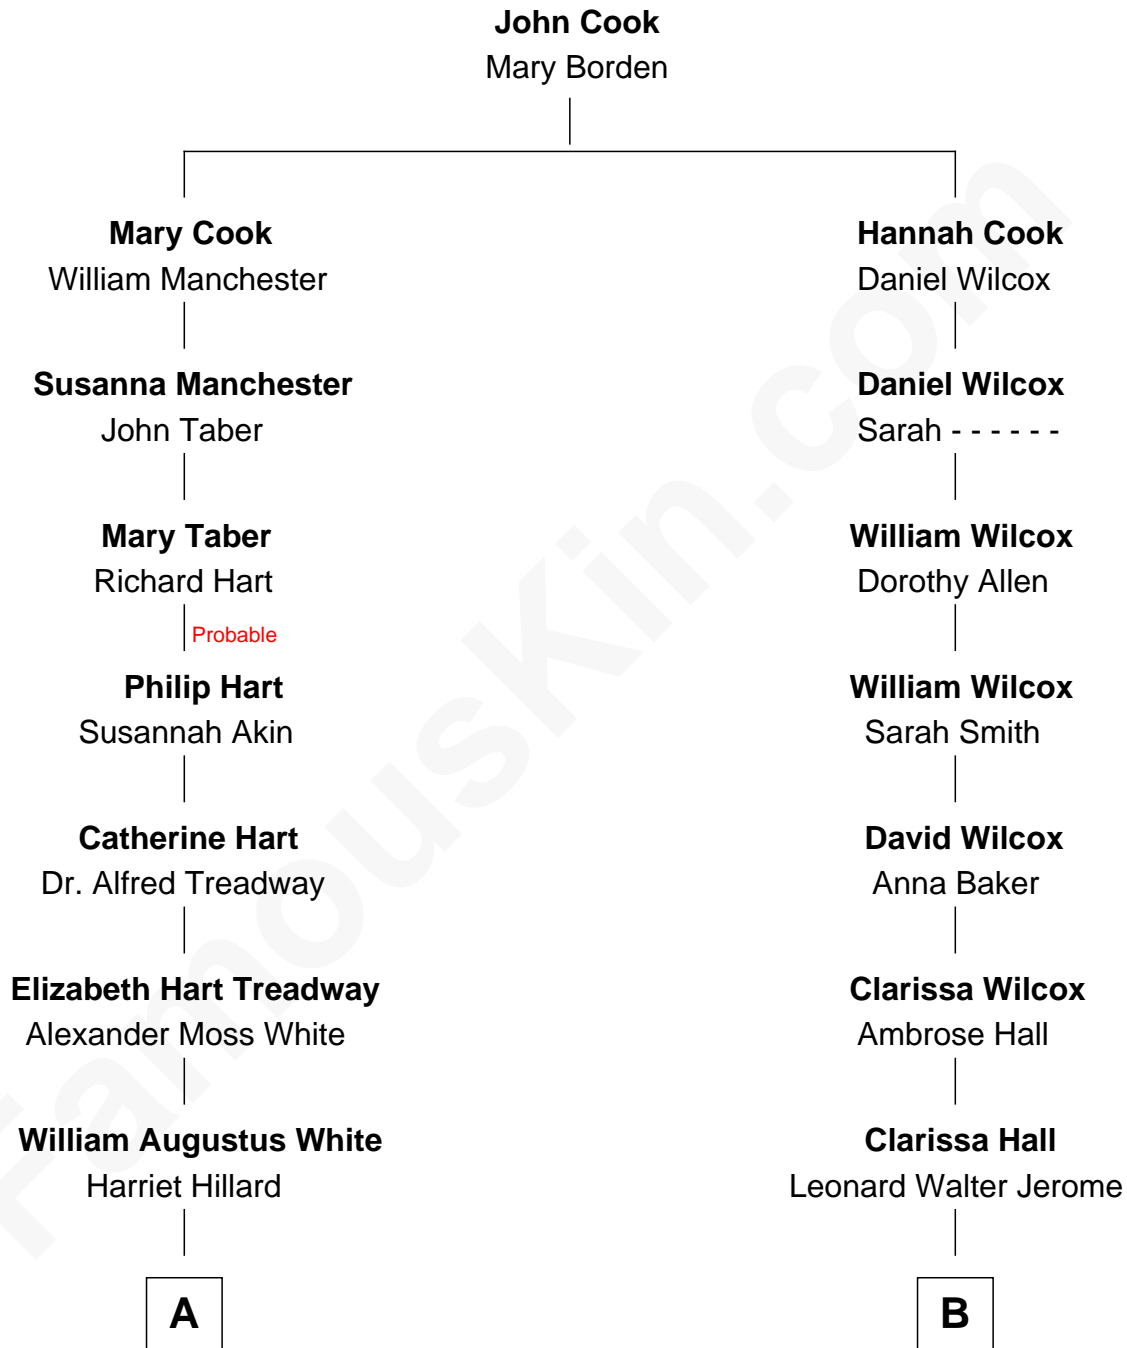 John Cook
Mary Borden
Mary Cook
William Manchester
Hannah Cook
Daniel Wilcox
Susanna Manchester
John Taber
Daniel Wilcox
Sarah - - - - - -
Mary Taber
Richard Hart
William Wilcox
Dorothy Allen
Probable
Philip Hart
Susannah Akin
William Wilcox
Sarah Smith
Catherine Hart
Dr. Alfred Treadway
David Wilcox
Anna Baker
Elizabeth Hart Treadway
Alexander Moss White
Clarissa Wilcox
Ambrose Hall
William Augustus White
Harriet Hillard
Clarissa Hall
Leonard Walter Jerome
A
B
FamousKin.com